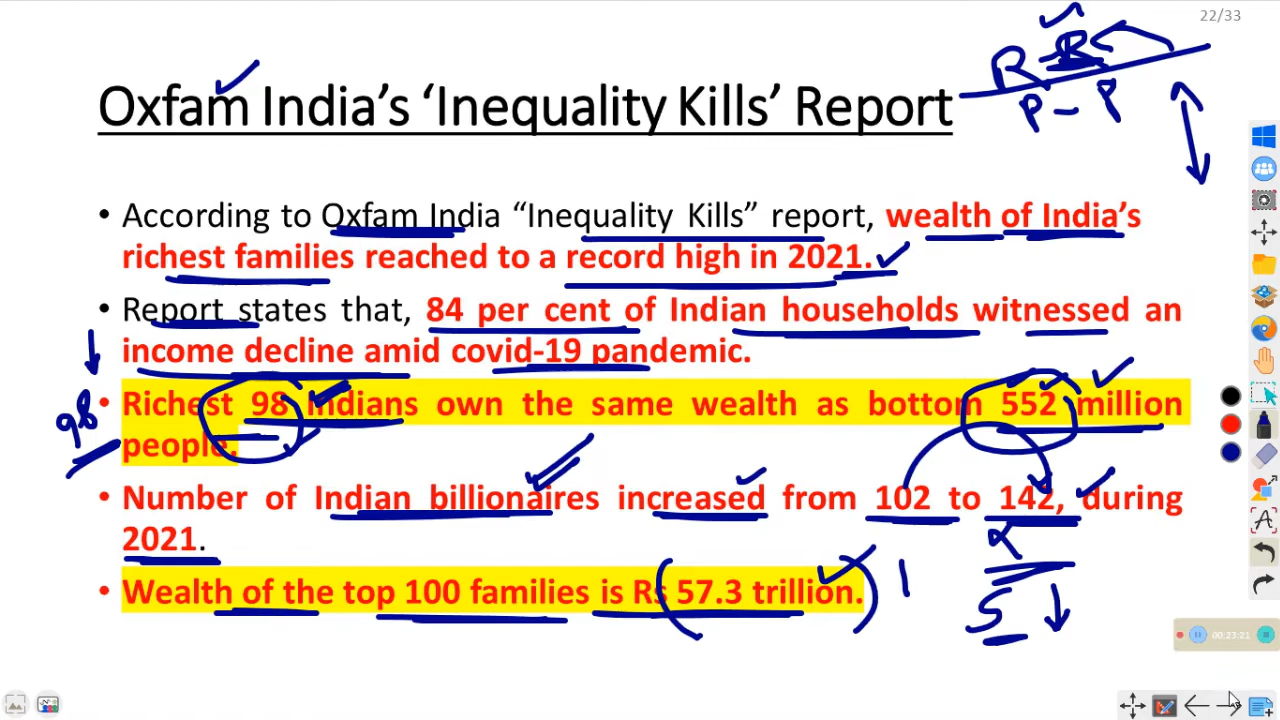 22/33
R R
P - P
Oxfam India's ‘Inequality Kills’ Report
• According to Oxfam India “Inequality Kills” report, wealth of India's
richest families reached to a record high in 2021.
• Report states that, 84 per cent of Indian households witnessed an
income decline amid covid-19 pandemic.
98
• Richest 98 Indians own the same wealth as bottom 552 million
people.
• Number of Indian billionaires increased from 102 to 142, during
2021.
• Wealth of the top 100 families is Rs 57.3 trillion.
00:23:21